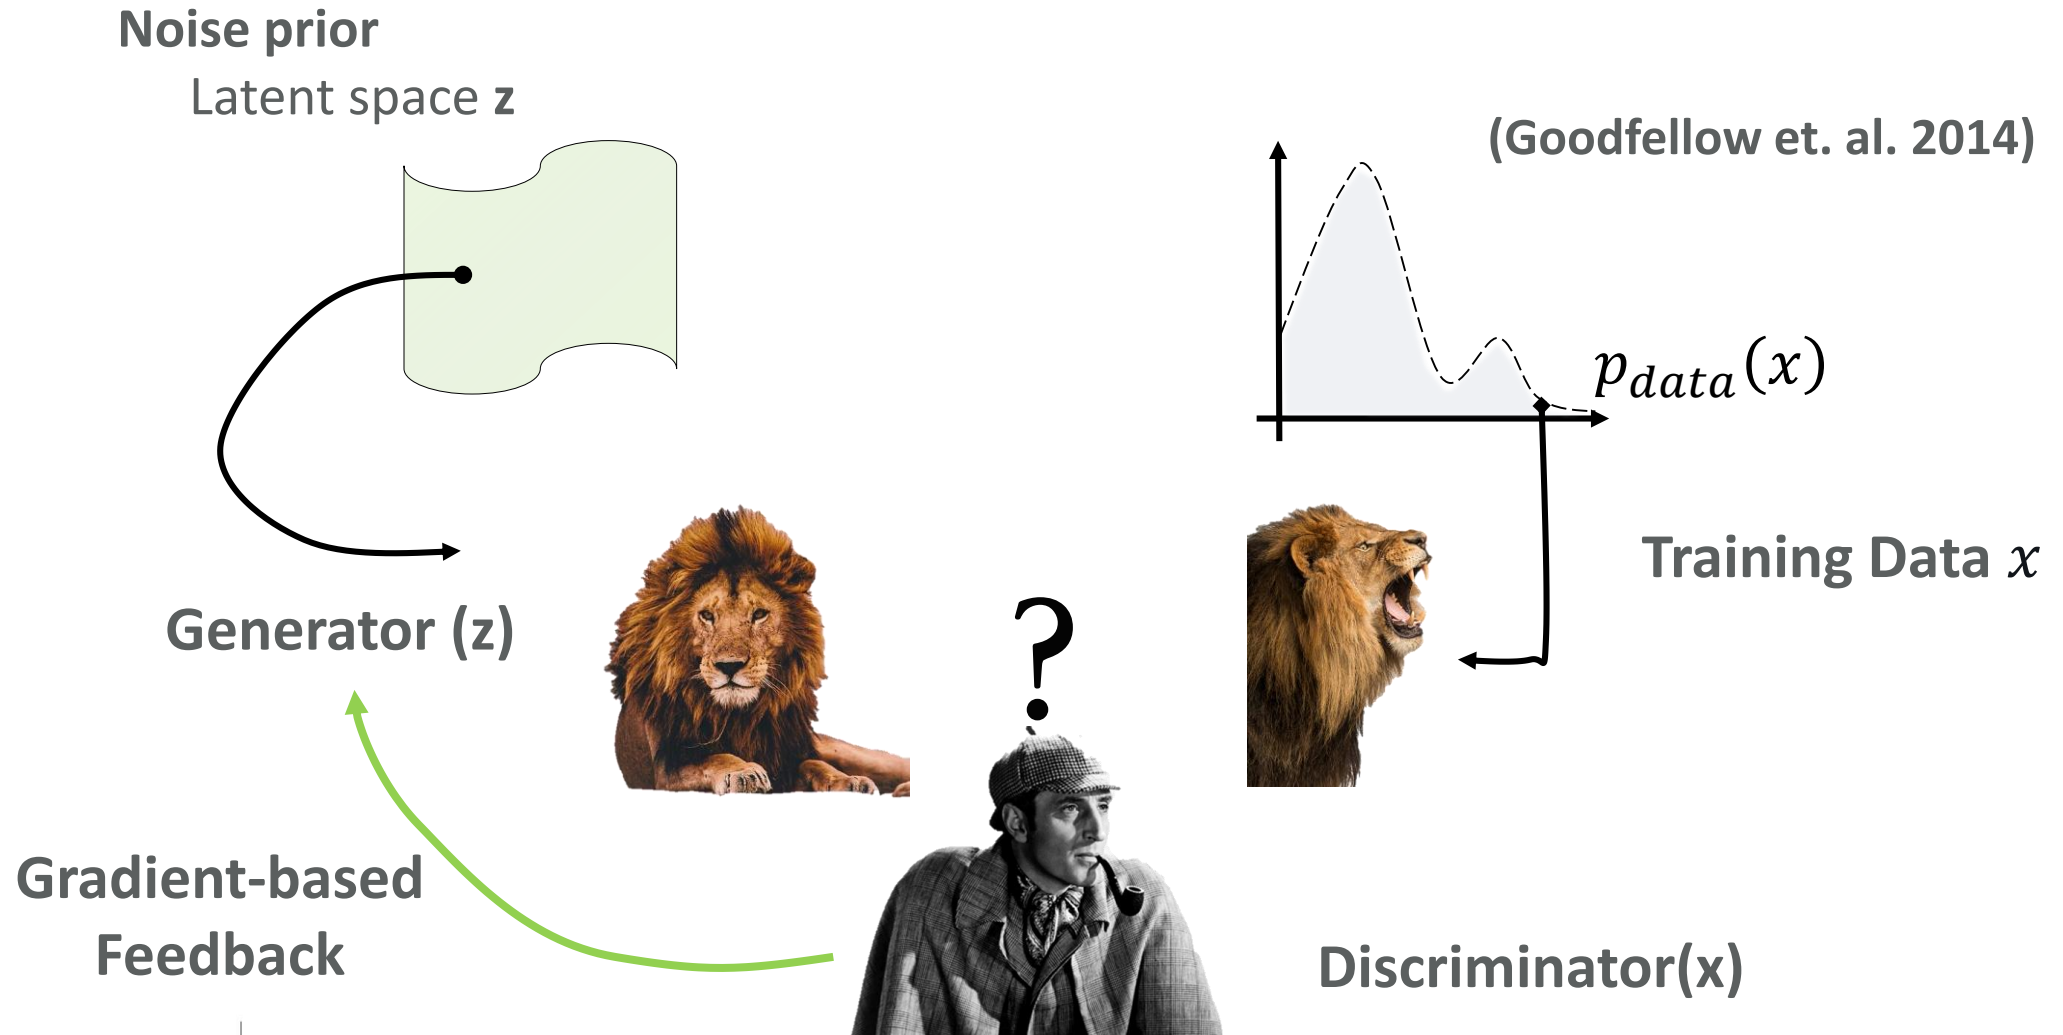 Noise prior
Latent space z
(Goodfellow et. al. 2014)
p_data(x)
Training Data x
Generator (z)
?
Gradient-based
Feedback
Discriminator(x)